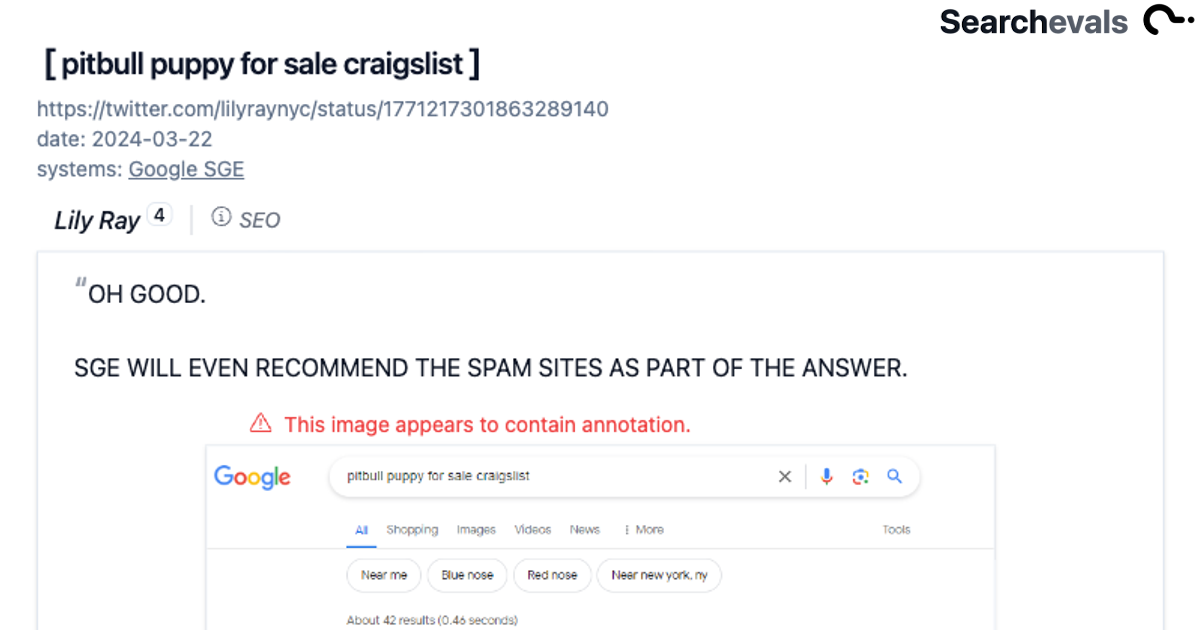 Searchevals
[ pitbull puppy for sale craigslist ]
https://twitter.com/lilyraynyc/status/1771217301863289140
date: 2024-03-22
systems: Google SGE
Lily Ray 4 SEO
“OH GOOD.
SGE WILL EVEN RECOMMEND THE SPAM SITES AS PART OF THE ANSWER.
This image appears to contain annotation.
Google pitbull puppy for sale craigslist
All Shopping Images Videos News More Tools
Near me Blue nose Red nose Near new york, ny
About 42 results (0.46 seconds)